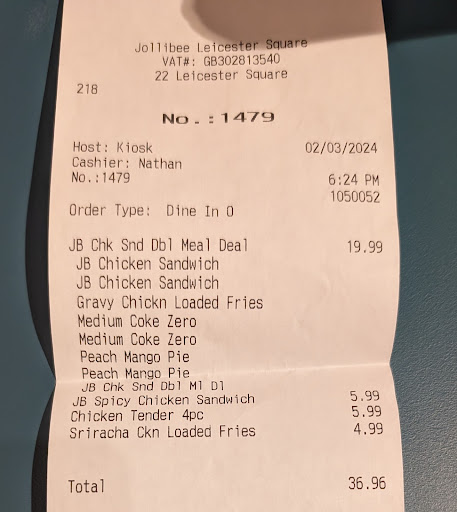 Jollibee Leicester Square
VAT#: GB302813540
22 Leicester Square
218
No.:1479
Host: Kiosk 02/03/2024
Cashier: Nathan
No.:1479 6:24 PM
1050052
Order Type: Dine In 0
JB Chk Snd Dbl Meal Deal 19.99
JB Chicken Sandwich
JB Chicken Sandwich
Gravy Chickn Loaded Fries
Medium Coke Zero
Medium Coke Zero
Peach Mango Pie
Peach Mango Pie
JB Chk Snd Dbl Ml Dl
JB Spicy Chicken Sandwich 5.99
Chicken Tender 4pc 5.99
Sriracha Ckn Loaded Fries 4.99
Total 36.96